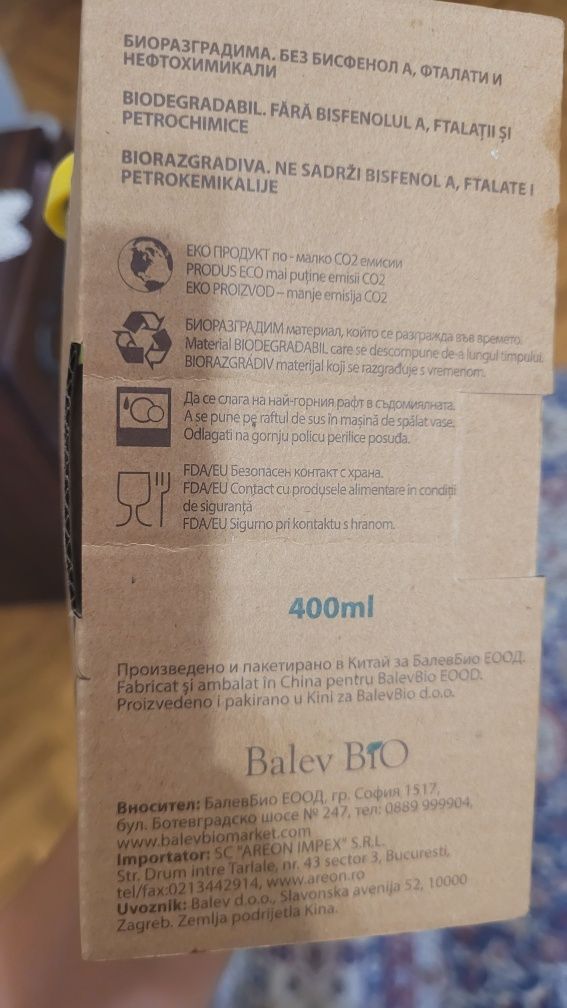 БИОРАЗГРАДИМА. БЕЗ БИСФЕНОЛ А, ФТАЛАТИ И
НЕФТОХИМИКАЛИ
BIODEGRADABIL. FĂRĂ BISFENOLUL A, FTALAȚII ȘI
PETROCHIMICE
BIORAZGRADIVA. NE SADRŽI BISFENOL A, FTALATE I
PETROKEMIKALIJE
ЕКО ПРОДУКТ по - малко CO2 емисии
PRODUS ECO mai puține emisii CO2
EKO PROIZVOD – manje emisija CO2
БИОРАЗГРАДИМ материал, който се разгражда във времето.
Material BIODEGRADABIL care se descompune de-a lungul timpului.
BIORAZGRADIV materijal koji se razgrađuje s vremenom.
Да се слага на най-горния рафт в съдомиялната.
A se pune pe raftul de sus în mașină de spălat vase.
Odlagati na gornju policu perilice posuđa.
FDA/EU Безопасен контакт с храна.
FDA/EU Contact cu produsele alimentare in condiții
de siguranță
FDA/EU Sigurno pri kontaktu s hranom.
400ml
Произведено и пакетирано в Китай за БалевБио ЕООД.
Fabricat și ambalat în China pentru BalevBio EOOD.
Proizvedeno i pakirano u Kini za BalevBio d.o.o.
Balev BiO
Вносител: БалевБио ЕООД, гр. София 1517,
бул. Ботевградско шосе № 247, тел: 0889 999904,
www.balevbiomarket.com
Importator: SC "AREON IMPEX" S.R.L.
Str. Drum intre Tarlale, nr. 43 sector 3, Bucuresti,
tel/fax:0213442914, www.areon.ro
Uvoznik: Balev d.o.o., Slavonska avenija 52, 10000
Zagreb. Zemlja podrijetla Kina.